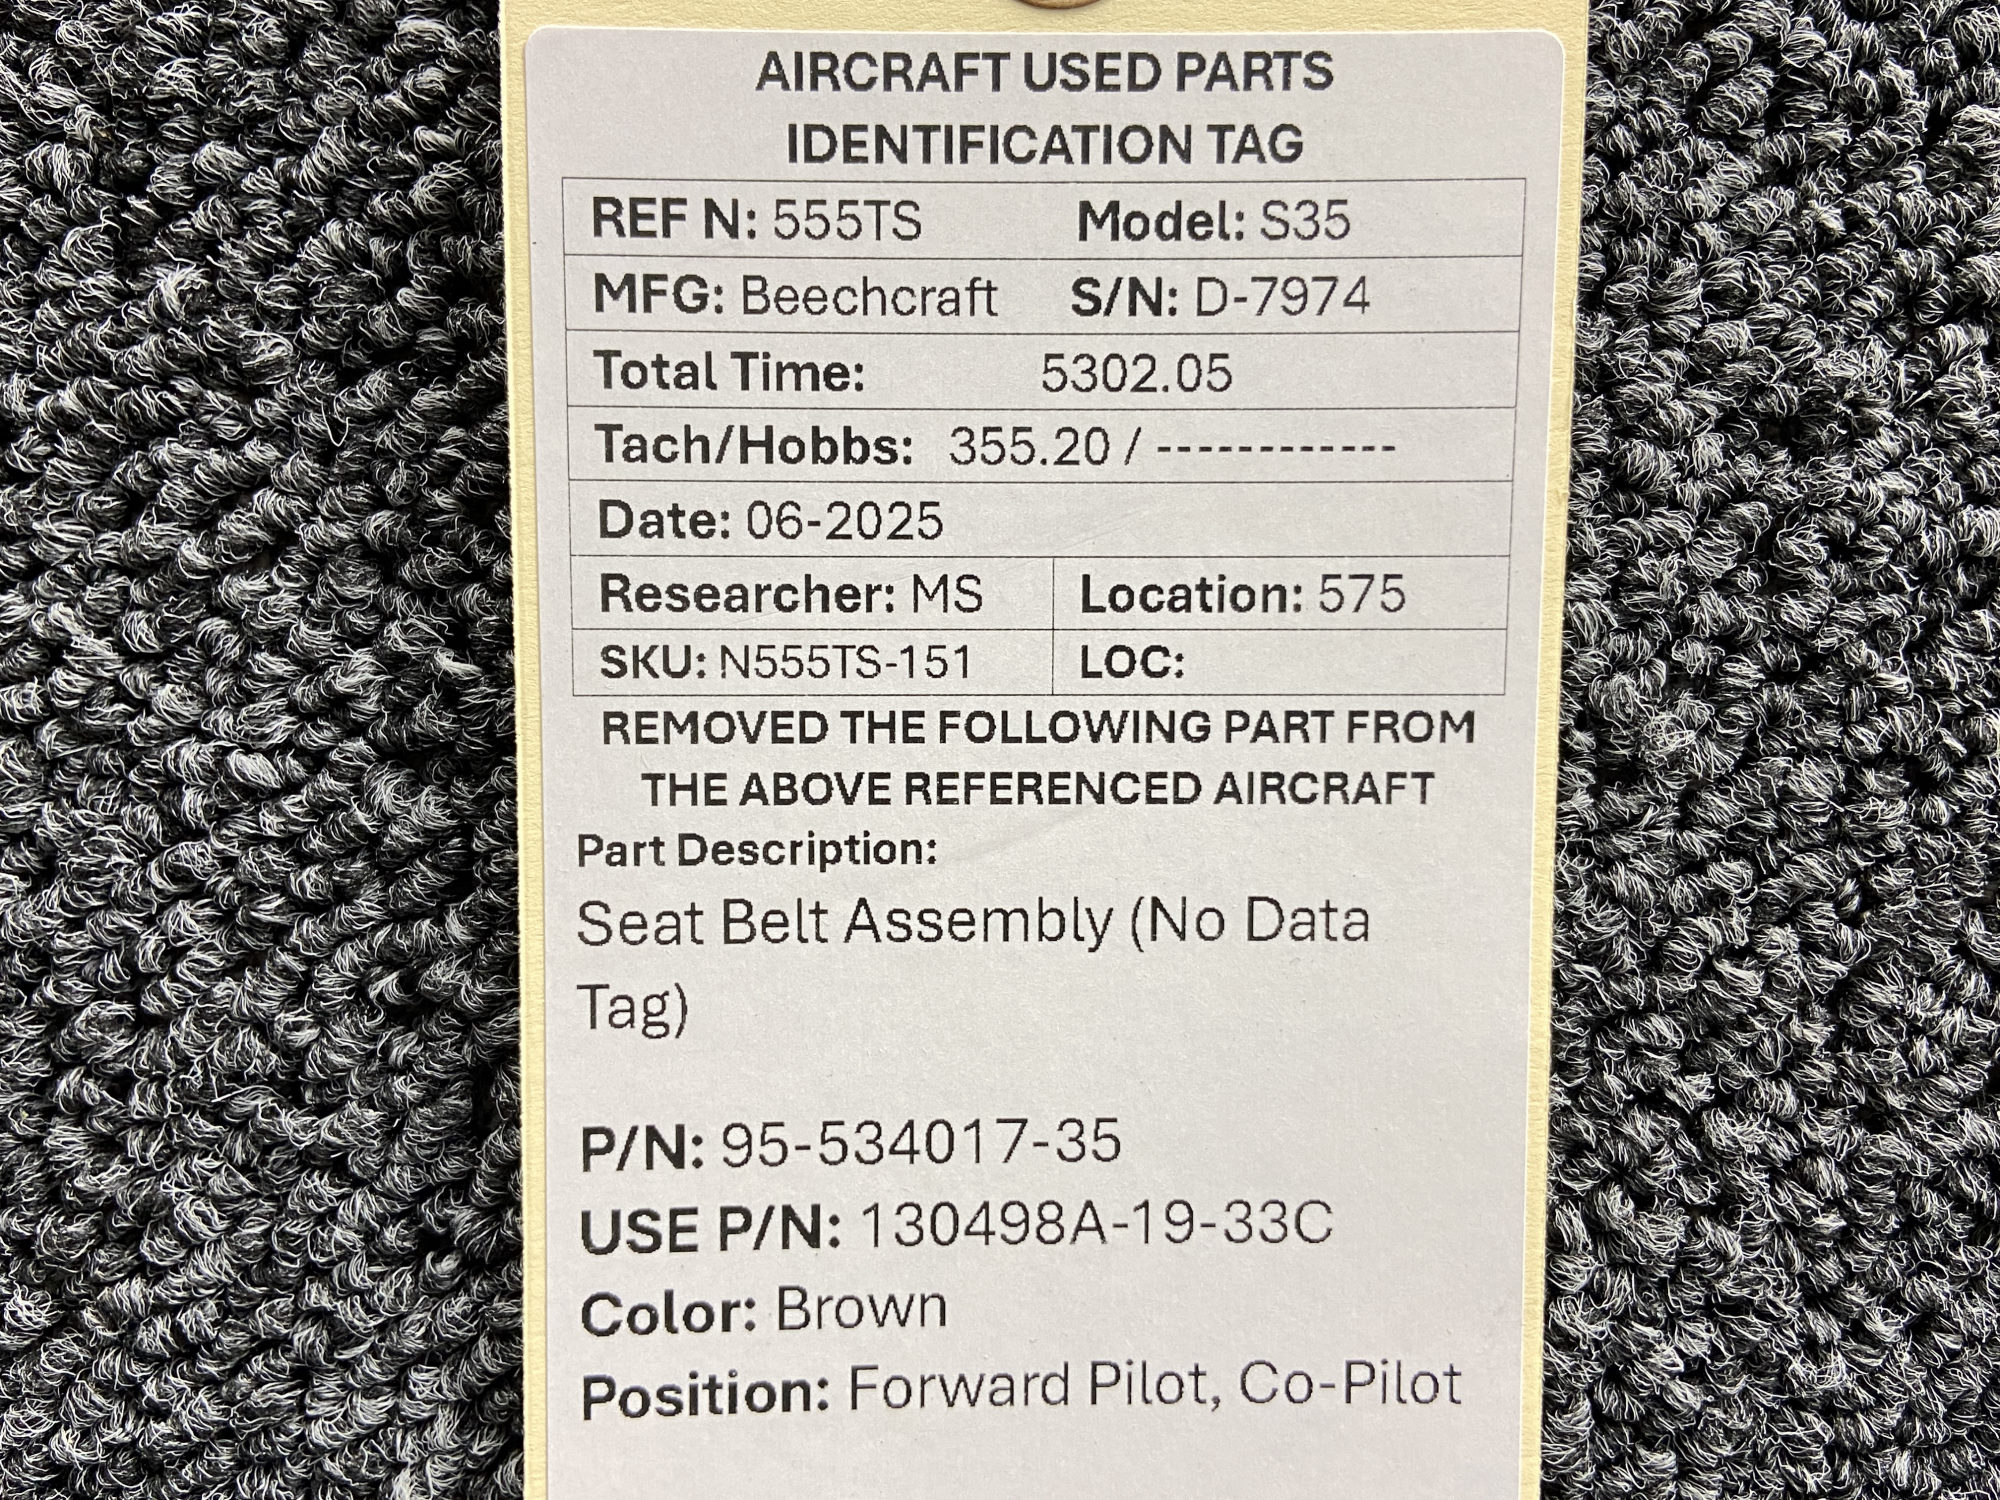 AIRCRAFT USED PARTS
IDENTIFICATION TAG
REF N: 555TS Model: S35
MFG: Beechcraft S/N: D-7974
Total Time: 5302.05
Tach/Hobbs: 355.20 / ------------
Date: 06-2025
Researcher: MS Location: 575
SKU: N555TS-151 LOC:
REMOVED THE FOLLOWING PART FROM
THE ABOVE REFERENCED AIRCRAFT
Part Description:
Seat Belt Assembly (No Data
Tag)
P/N: 95-534017-35
USE P/N: 130498A-19-33C
Color: Brown
Position: Forward Pilot, Co-Pilot